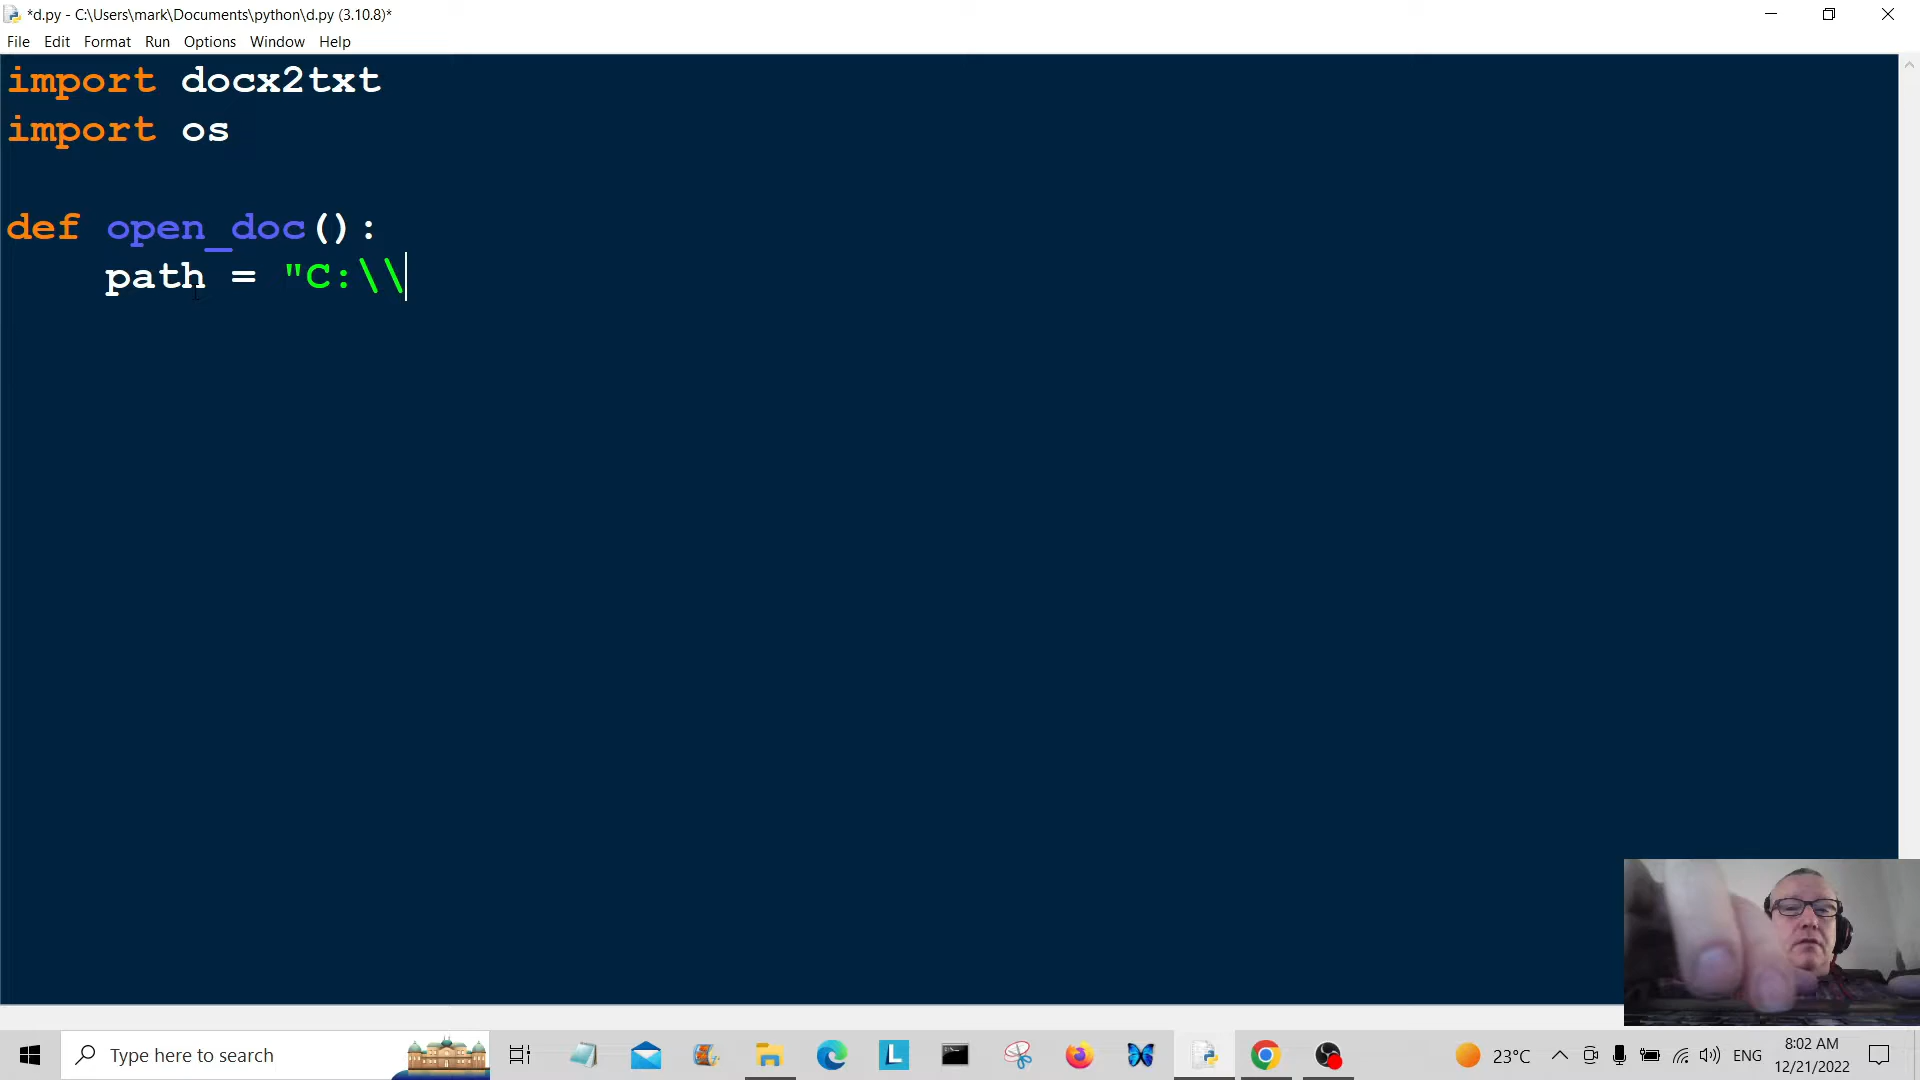 *d.py - C:\Users\mark\Documents\python\d.py (3.10.8)*
File Edit Format Run Options Window Help
import docx2txt
import os
def open_doc():
path = "C:\\
Type here to search
L
23°C
ENG
8:02 AM
12/21/2022